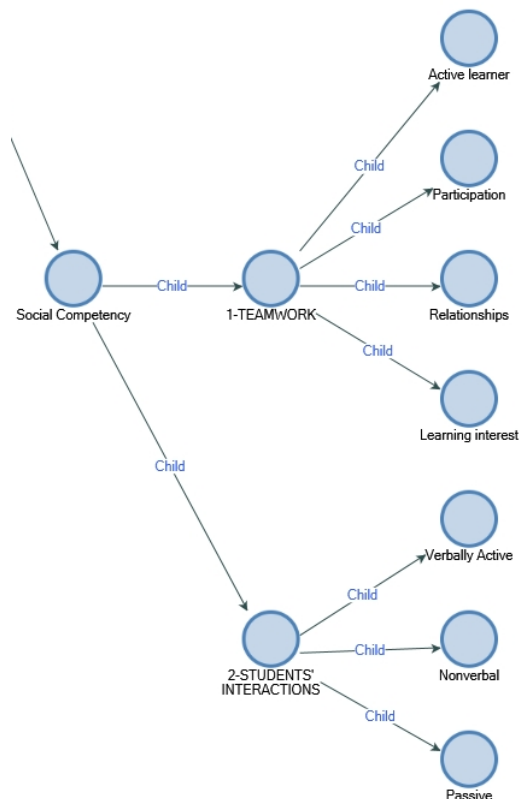 Active learner
Child
Participation
Child
Social Competency
Child
1-TEAMWORK
Child
Relationships
Child
Learning interest
Child
Verbally Active
Child
2-STUDENTS'
INTERACTIONS
Child
Nonverbal
Child
Passive